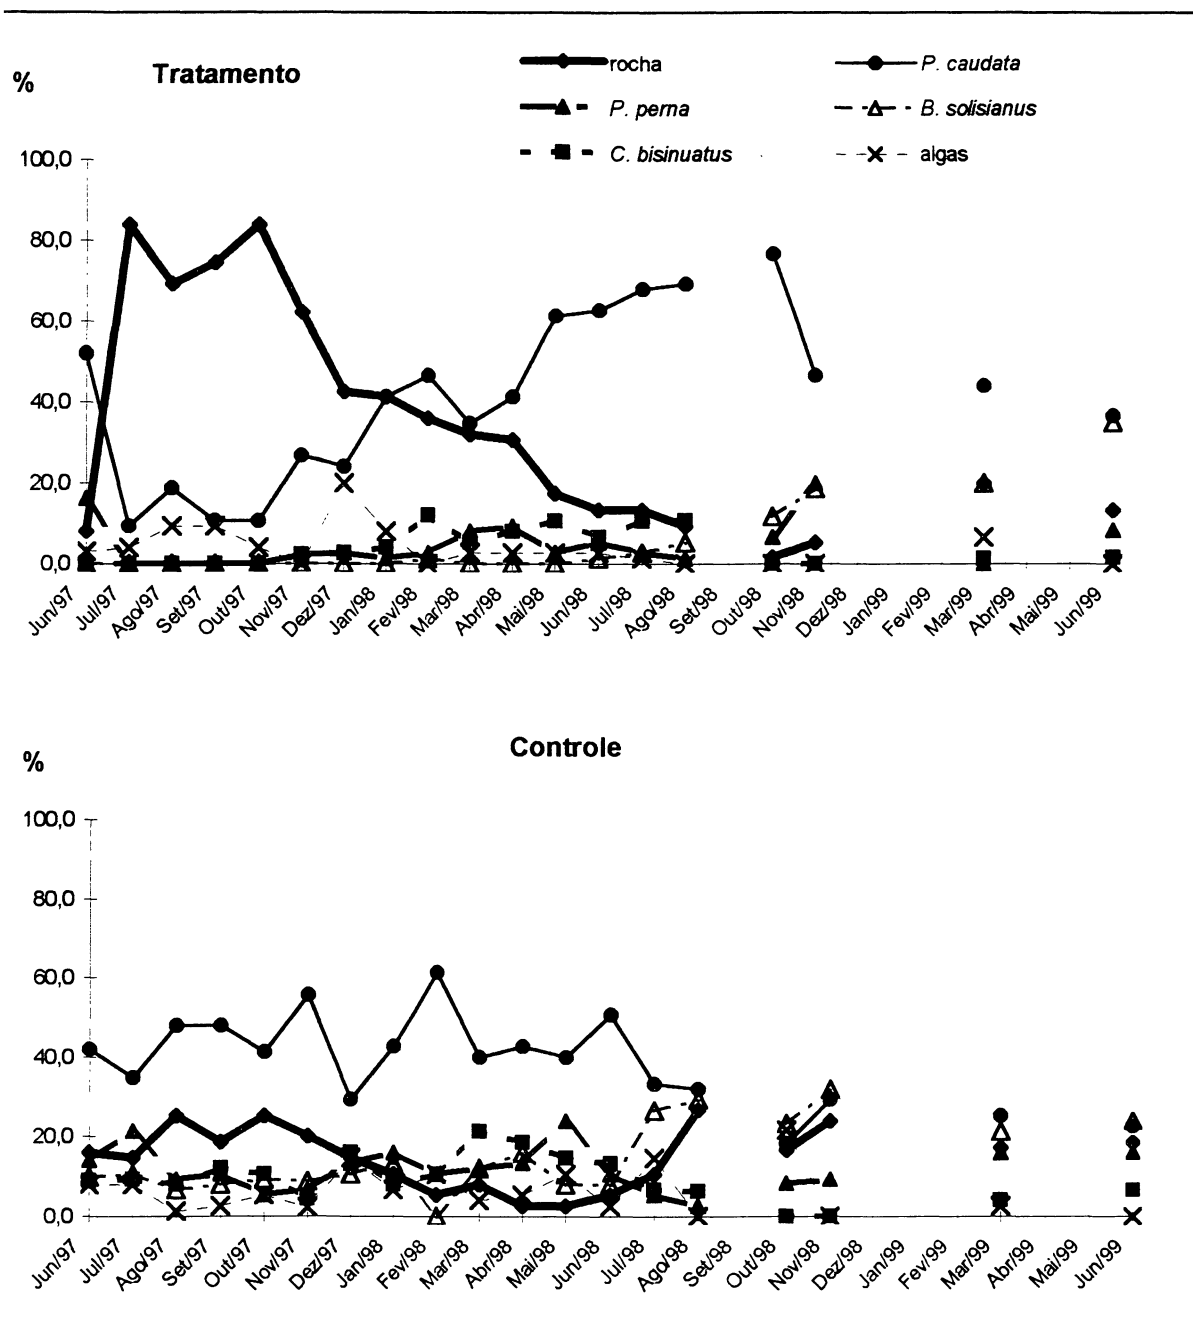 %
Tratamento
rocha
P. caudata
P. perna
B. solisianus
C. bisinuatus
algas
100,0
80,0
60,0
40,0
20,0
0,0
Jun/97
Jul/97
Ago/97
Set/97
Out/97
Nov/97
Dez/97
Jan/98
Fev/98
Mar/98
Abr/98
Mai/98
Jun/98
Jul/98
Ago/98
Set/98
Out/98
Nov/98
Dez/98
Jan/99
Fev/99
Mar/99
Abr/99
Mai/99
Jun/99
Controle
%
100,0
80,0
60,0
40,0
20,0
0,0
Jun/97
Jul/97
Ago/97
Set/97
Out/97
Nov/97
Dez/97
Jan/98
Fev/98
Mar/98
Abr/98
Mai/98
Jun/98
Jul/98
Ago/98
Set/98
Out/98
Nov/98
Dez/98
Jan/99
Fev/99
Mar/99
Abr/99
Mai/99
Jun/99